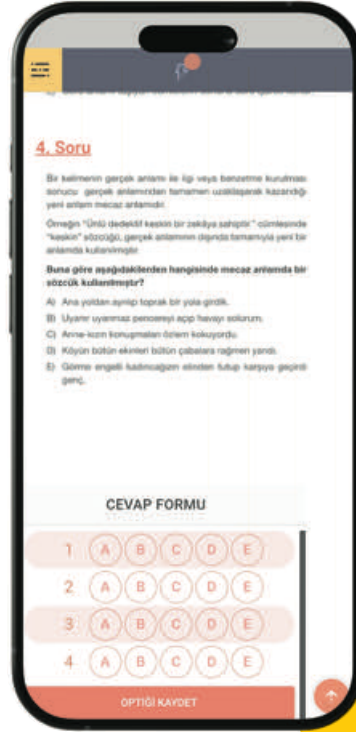 4. Soru
Bir kelimenin gerçek anlamı ile ilgi veya benzetme kurulması
sonucu gerçek anlamından tamamen uzaklaşarak kazandığı
yeni anlam mecaz anlamıdır.
Örneğin "Ünlü dedektif keskin bir zekâya sahiptir." cümlesinde
"keskin" sözcüğü, gerçek anlamının dışında tamamıyla yeni bir
anlamda kullanılmıştır.
Buna göre aşağıdakilerden hangisinde mecaz anlamda bir
sözcük kullanılmıştır?
A) Ana yoldan ayrılıp toprak bir yola girdik.
B) Uyanır uyanmaz pencereyi açıp havayı solurum.
C) Anne-kızın konuşmaları özlem kokuyordu.
D) Köyün bütün ekinleri bütün çabalara rağmen yandı.
E) Görme engelli kadıncağızın elinden tutup karşıya geçirdi
genç.
CEVAP FORMU
1 A B C D E
2 A B C D E
3 A B C D E
4 A B C D E
OPTİĞİ KAYDET